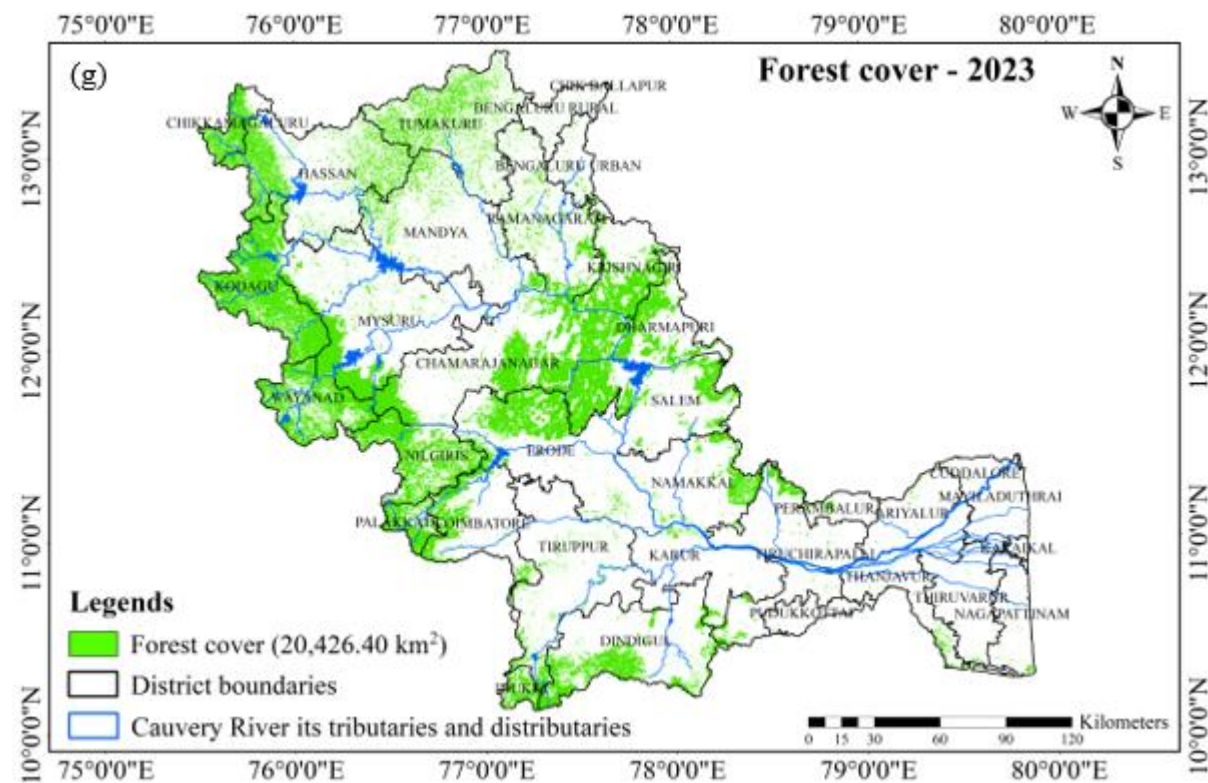 75°0'0"E 76°0'0"E 77°0'0"E 78°0'0"E 79°0'0"E 80°0'0"E
(g)
Forest cover - 2023
N
W E
S
CHIK BALLAPUR
BENGALURU RURAL
CHIKKAMAGALURU
TUMAKURU
13°0'0"N 13°0'0"N
HASSAN
BENGALURU URBAN
RAMANAGARAM
MANDYA
KRISHNAGIRI
KODAGU
MYSURU
DHARMAPURI
12°0'0"N 12°0'0"N
CHAMARAJANAGAR
WAYANAD
SALEM
NILGIRIS
ERODE
NAMAKKAL
CUDDALORE
MAYILADUTHRAI
PERAMBALUR
ARIYALUR
PALAKKAD
COIMBATORE
11°0'0"N 11°0'0"N
TIRUPPUR
KARUR
TIRUCHIRAPALLI
KARAIKAL
THANJAVUR
THIRUVARUR
PUDUKKOTTAI
NAGAPATTINAM
DINDIGUL
IDUKKI
Legends
Forest cover (20,426.40 km²)
District boundaries
Cauvery River its tributaries and distributaries
Kilometers
0 15 30 60 90 120
10°0'0"N 10°0'0"N
75°0'0"E 76°0'0"E 77°0'0"E 78°0'0"E 79°0'0"E 80°0'0"E